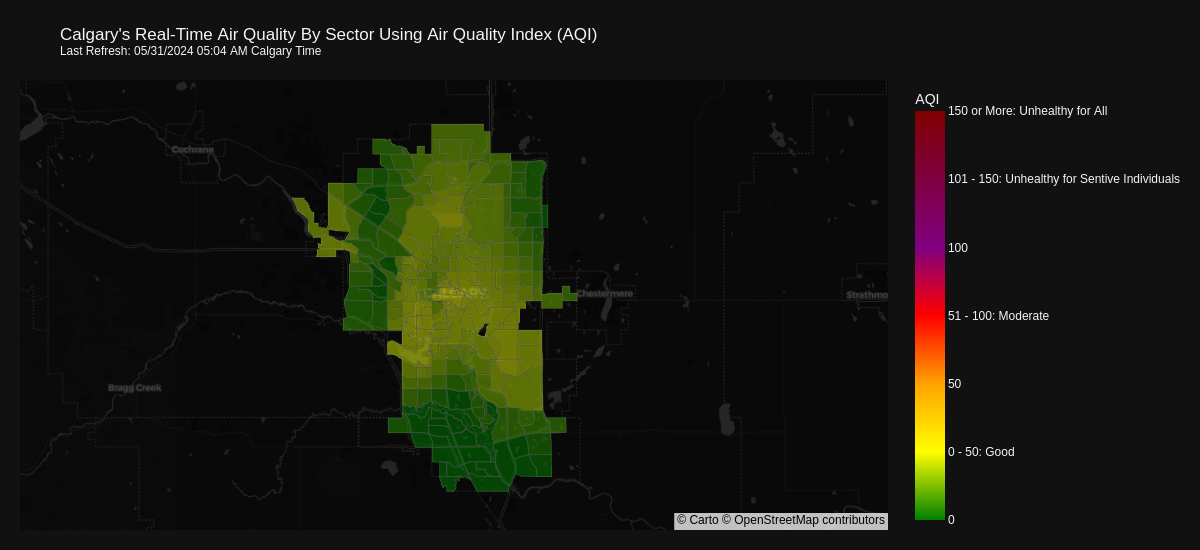 Calgary's Real-Time Air Quality By Sector Using Air Quality Index (AQI)
Last Refresh: 05/31/2024 05:04 AM Calgary Time
AQI
150 or More: Unhealthy for All
Cochrane
101 - 150: Unhealthy for Sentive Individuals
100
Chestermere
Strathmo
51 - 100: Moderate
50
Bragg Creek
0 - 50: Good
0
© Carto © OpenStreetMap contributors